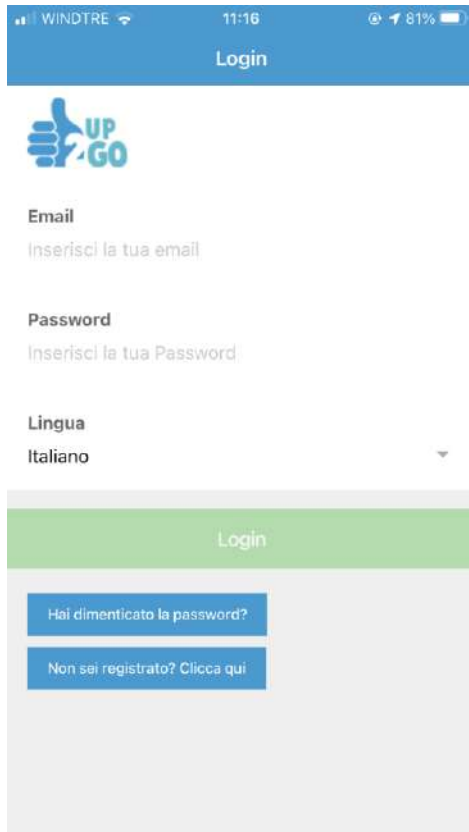 WINDTRE 11:16 81%
Login
UP
2GO
Email
Inserisci la tua email
Password
Inserisci la tua Password
Lingua
Italiano
Login
Hai dimenticato la password?
Non sei registrato? Clicca qui